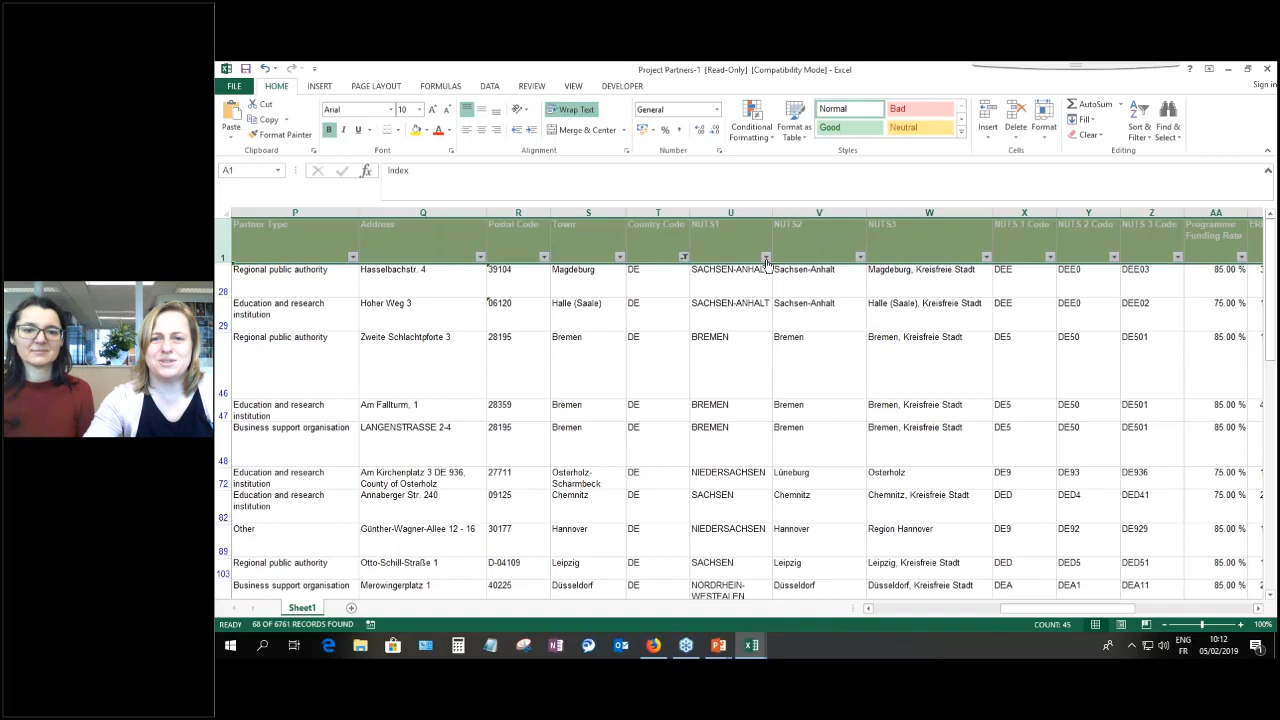 Project Partners-1 [Read-Only] [Compatibility Mode] - Excel
Sign in
FILE HOME INSERT PAGE LAYOUT FORMULAS DATA REVIEW VIEW DEVELOPER
Cut
Copy
Format Painter
Paste
Clipboard
Arial 10
B I U
Font
Wrap Text
Merge & Center
Alignment
General
Number
Conditional Formatting
Format as Table
Normal Bad
Good Neutral
Styles
Insert Delete Format
Cells
AutoSum
Fill
Clear
Sort & Filter
Find & Select
Editing
A1 Index
P Q R S T U V W X Y Z AA
1 Partner Type Address Postal Code Town Country Code NUTS1 NUTS2 NUTS3 NUTS 1 Code NUTS 2 Code NUTS 3 Code Programme Funding Rate
28 Regional public authority Hasselbachstr. 4 39104 Magdeburg DE SACHSEN-ANHALT Sachsen-Anhalt Magdeburg, Kreisfreie Stadt DEE DEE0 DEE03 85.00 %
29 Education and research institution Hoher Weg 3 06120 Halle (Saale) DE SACHSEN-ANHALT Sachsen-Anhalt Halle (Saale), Kreisfreie Stadt DEE DEE0 DEE02 75.00 %
46 Regional public authority Zweite Schlachtpforte 3 28195 Bremen DE BREMEN Bremen Bremen, Kreisfreie Stadt DE5 DE50 DE501 85.00 %
47 Education and research institution Am Fallturm, 1 28359 Bremen DE BREMEN Bremen Bremen, Kreisfreie Stadt DE5 DE50 DE501 85.00 %
48 Business support organisation LANGENSTRASSE 2-4 28195 Bremen DE BREMEN Bremen Bremen, Kreisfreie Stadt DE5 DE50 DE501 85.00 %
72 Education and research institution Am Kirchenplatz 3 DE 936, County of Osterholz 27711 Osterholz-Scharmbeck DE NIEDERSACHSEN Lüneburg Osterholz DE9 DE93 DE936 75.00 %
82 Education and research institution Annaberger Str. 240 09125 Chemnitz DE SACHSEN Chemnitz Chemnitz, Kreisfreie Stadt DED DED4 DED41 75.00 %
89 Other Günther-Wagner-Allee 12 - 16 30177 Hannover DE NIEDERSACHSEN Hannover Region Hannover DE9 DE92 DE929 85.00 %
103 Regional public authority Otto-Schill-Straße 1 D-04109 Leipzig DE SACHSEN Leipzig Leipzig, Kreisfreie Stadt DED DED5 DED51 85.00 %
Business support organisation Merowingerplatz 1 40225 Düsseldorf DE NORDRHEIN-WESTFALEN Düsseldorf Düsseldorf, Kreisfreie Stadt DEA DEA1 DEA11 85.00 %
Sheet1
READY 68 OF 6761 RECORDS FOUND COUNT: 45 100%
ENG 10:12
FR 05/02/2019